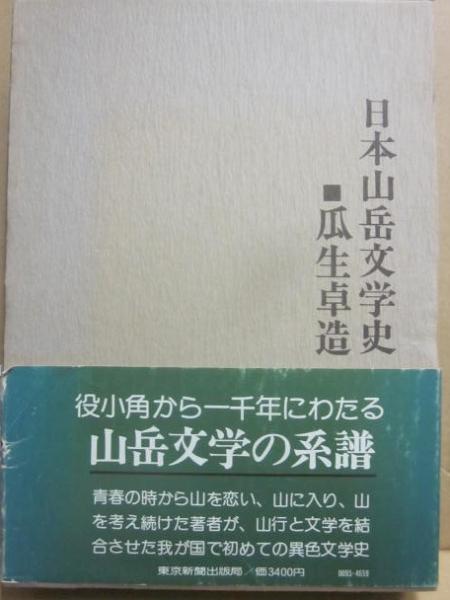 日本山岳文学史
■瓜生卓造
役小角から一千年にわたる
山岳文学の系譜
青春の時から山を恋い、山に入り、山
を考え続けた著者が、山行と文学を結
合させた我が国で初めての異色文学史
東京新聞出版局／価3400円